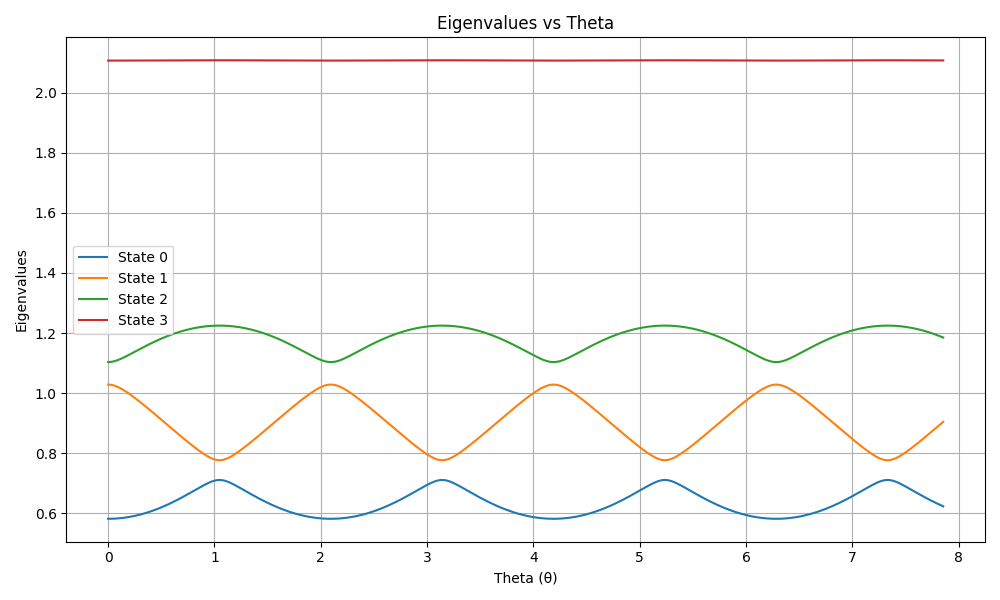 Eigenvalues vs Theta
Eigenvalues
2.0
1.8
1.6
1.4
1.2
1.0
0.8
0.6
State 0
State 1
State 2
State 3
0 1 2 3 4 5 6 7 8
Theta (θ)